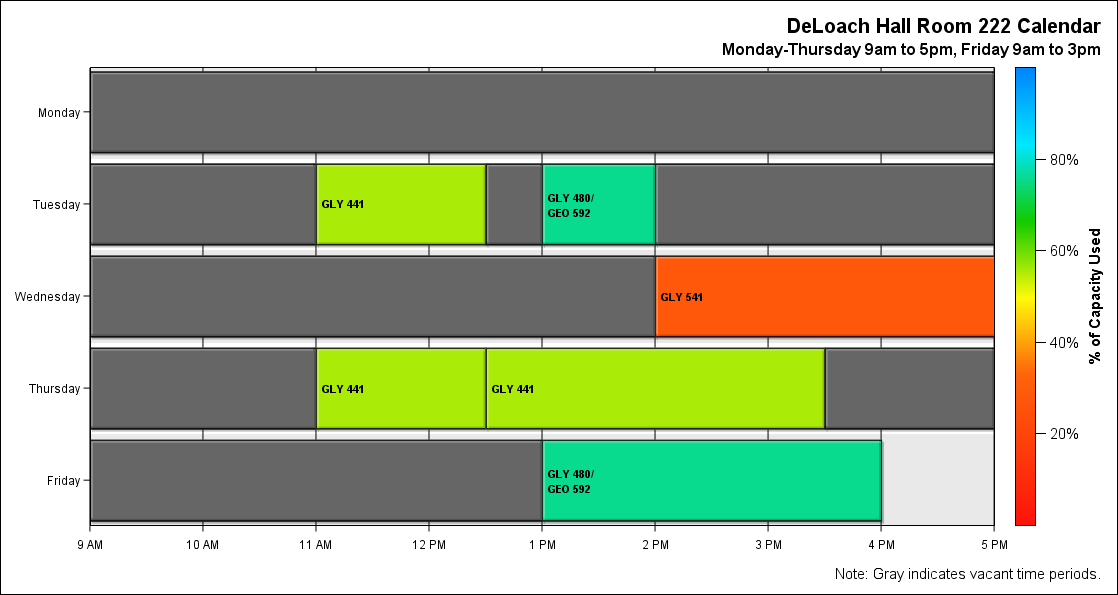 DeLoach Hall Room 222 Calendar
Monday-Thursday 9am to 5pm, Friday 9am to 3pm
Monday
Tuesday
GLY 441
GLY 480/
GEO 592
Wednesday
GLY 541
Thursday
GLY 441
GLY 441
Friday
GLY 480/
GEO 592
9 AM
10 AM
11 AM
12 PM
1 PM
2 PM
3 PM
4 PM
5 PM
80%
60%
40%
20%
% of Capacity Used
Note: Gray indicates vacant time periods.